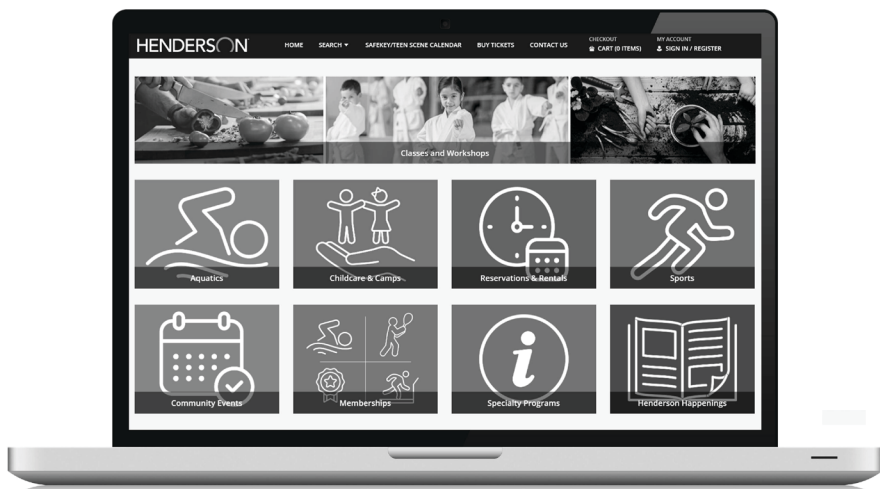 HENDERSON
HOME
SEARCH
SAFEKEY/TEEN SCENE CALENDAR
BUY TICKETS
CONTACT US
CHECKOUT
CART (0 ITEMS)
MY ACCOUNT
SIGN IN / REGISTER
Classes and Workshops
Aquatics
Childcare & Camps
Reservations & Rentals
Sports
Community Events
Memberships
Specialty Programs
Henderson Happenings